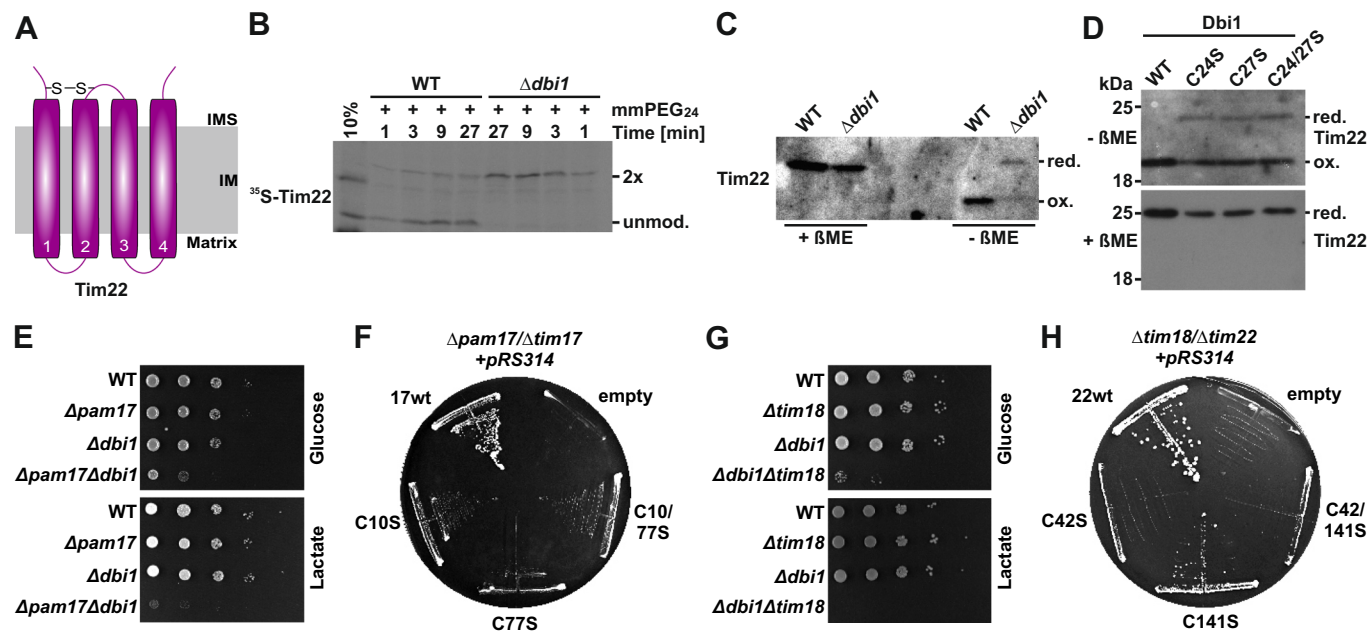 A
S S
IMS
IM
Matrix
1 2 3 4
Tim22
B
WT Δdbi1
10% + + + + + + + + mmPEG24
1 3 9 27 27 9 3 1 Time [min]
35S-Tim22
2x
unmod.
C
WT Δdbi1 WT Δdbi1
Tim22
red.
ox.
+ ßME - ßME
D
Dbi1
WT C24S C27S C24/27S
kDa
25
- ßME
18
red.
Tim22
ox.
25
+ ßME
18
red.
Tim22
E
WT
Δpam17
Δdbi1
Δpam17Δdbi1
Glucose
WT
Δpam17
Δdbi1
Δpam17Δdbi1
Lactate
F
Δpam17/Δtim17
+pRS314
17wt
empty
C10S
C10/
77S
C77S
G
WT
Δtim18
Δdbi1
Δdbi1Δtim18
Glucose
WT
Δtim18
Δdbi1
Δdbi1Δtim18
Lactate
H
Δtim18/Δtim22
+pRS314
22wt
empty
C42S
C42/
141S
C141S